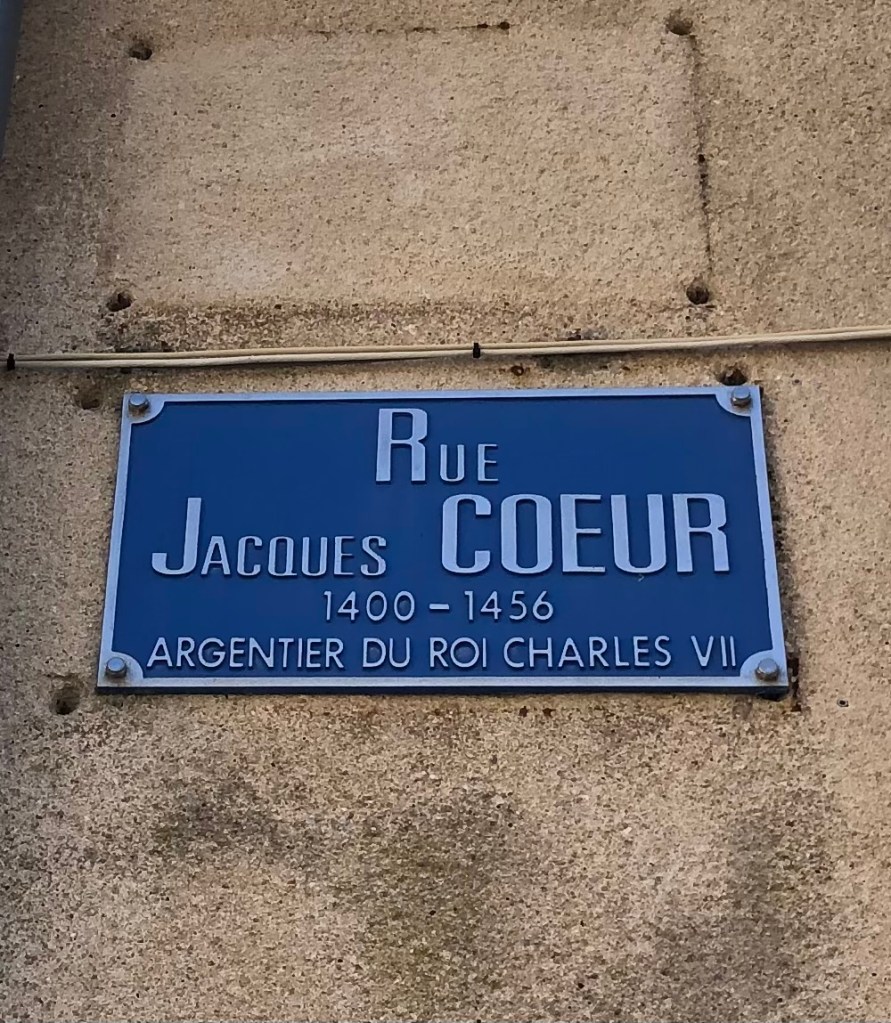 Rue
Jacques COEUR
1400 - 1456
ARGENTIER DU ROI CHARLES VII